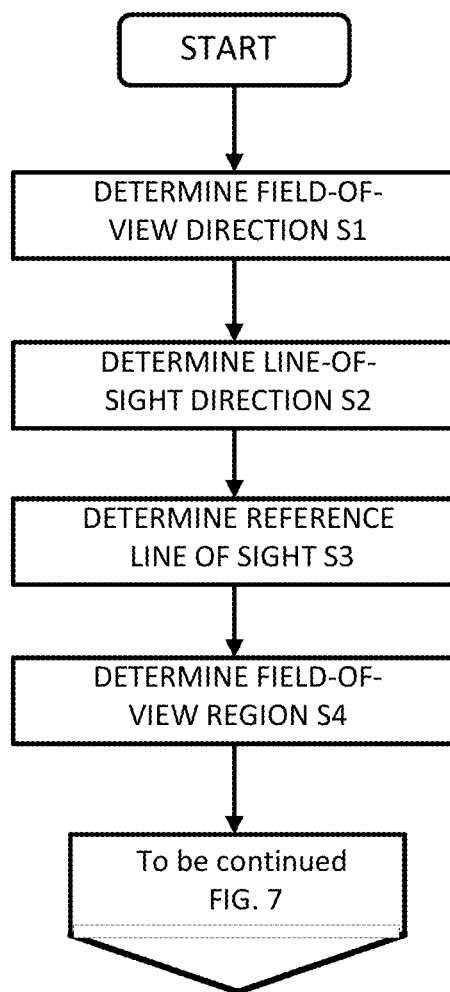 START
DETERMINE FIELD-OF-
VIEW DIRECTION S1
DETERMINE LINE-OF-
SIGHT DIRECTION S2
DETERMINE REFERENCE
LINE OF SIGHT S3
DETERMINE FIELD-OF-
VIEW REGION S4
To be continued
FIG. 7